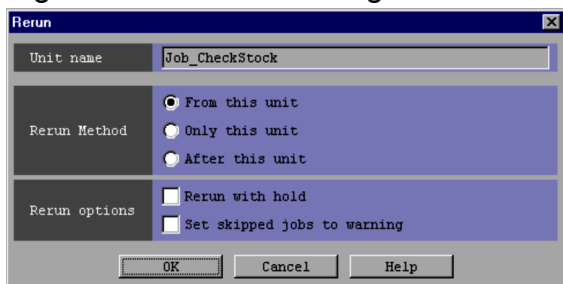 Rerun
Unit name
Job_CheckStock
Rerun Method
From this unit
Only this unit
After this unit
Rerun options
Rerun with hold
Set skipped jobs to warning
OK
Cancel
Help